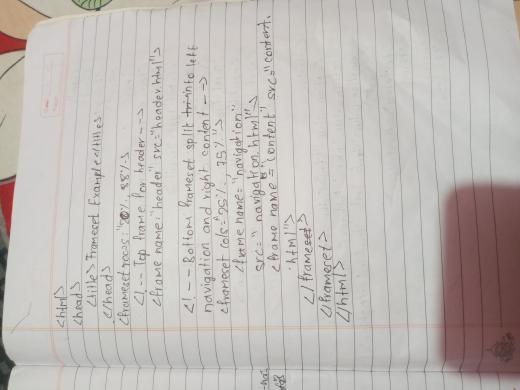 <html>
<head>
<title> Frameset Example</title>
</head>
<frameset rows="20%, 88%>
<!-- Top frame for header -->
<frame name:"header" src="header.html">
<!-- Bottom frameset split into left
navigation and right content -->
<frameset cols="25%, 75%">
<frame name="navigation"
src="navigation.html">
<frame name="content" src="content.
html">
</frameset>
</frameset>
</html>